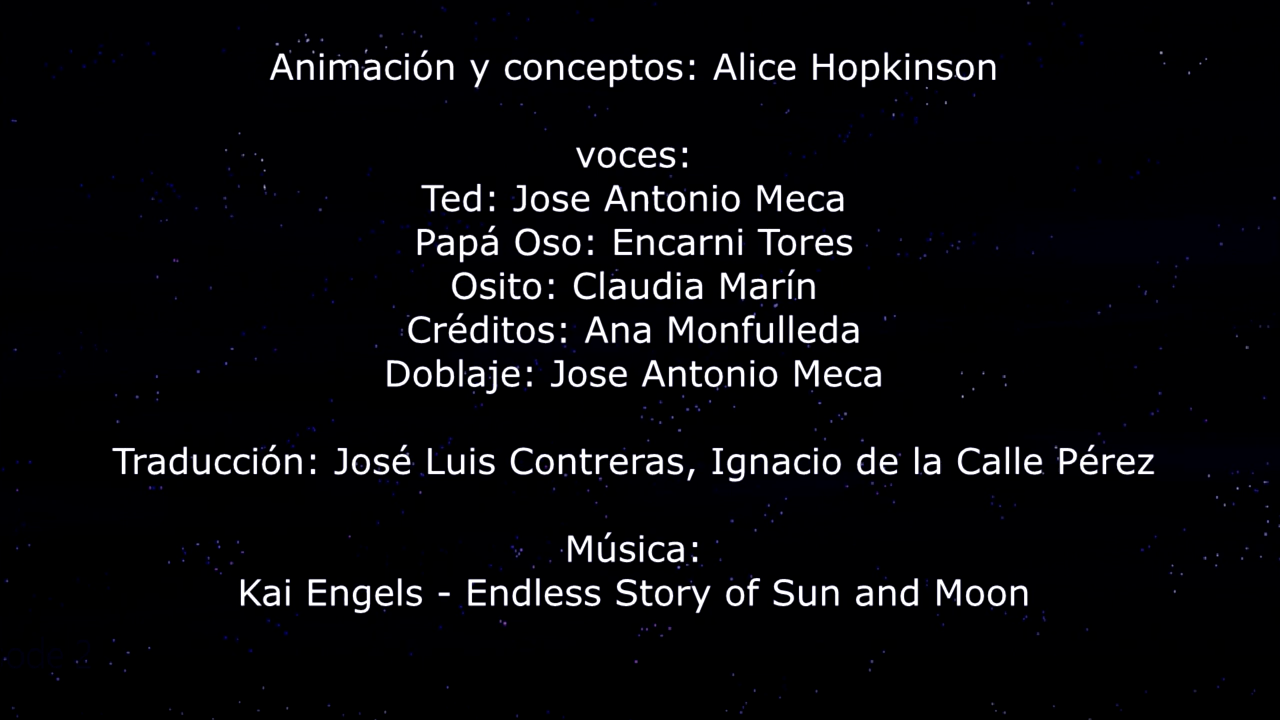 Animación y conceptos: Alice Hopkinson
voces:
Ted: Jose Antonio Meca
Papá Oso: Encarni Tores
Osito: Claudia Marín
Créditos: Ana Monfulleda
Doblaje: Jose Antonio Meca
Traducción: José Luis Contreras, Ignacio de la Calle Pérez
Música:
Kai Engels - Endless Story of Sun and Moon